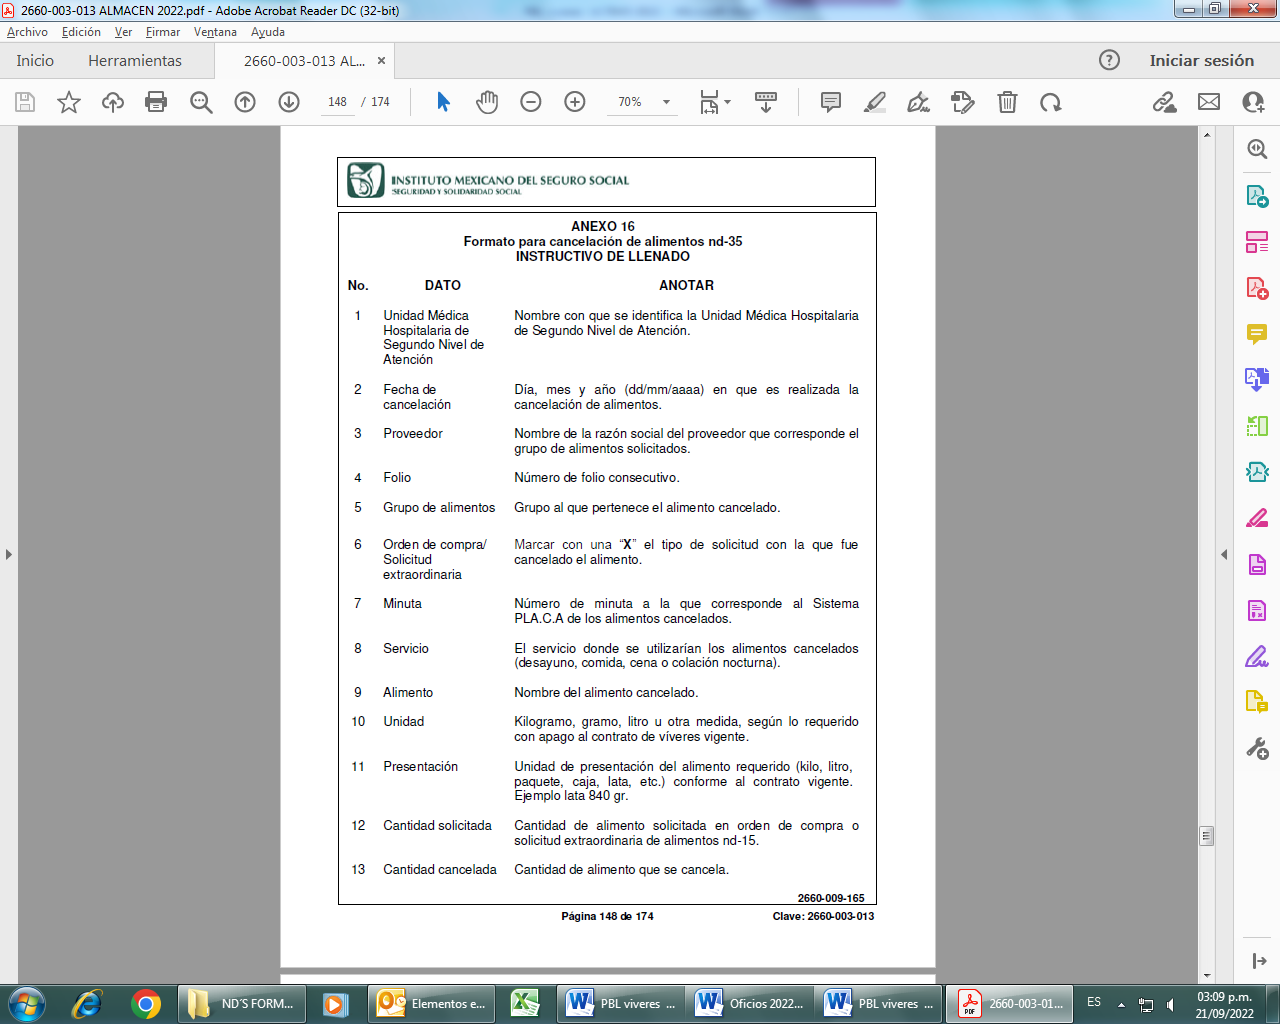 2660-003-013 ALMACEN 2022.pdf - Adobe Acrobat Reader DC (32-bit)
Archivo Edición Ver Firmar Ventana Ayuda
Inicio Herramientas 2660-003-013 AL... × Iniciar sesión
148 / 174 70%
INSTITUTO MEXICANO DEL SEGURO SOCIAL
SEGURIDAD Y SOLIDARIDAD SOCIAL
ANEXO 16
Formato para cancelación de alimentos nd-35
INSTRUCTIVO DE LLENADO
No. DATO ANOTAR
1 Unidad Médica Nombre con que se identifica la Unidad Médica Hospitalaria
Hospitalaria de de Segundo Nivel de Atención.
Segundo Nivel de
Atención
2 Fecha de Día, mes y año (dd/mm/aaaa) en que es realizada la
cancelación cancelación de alimentos.
3 Proveedor Nombre de la razón social del proveedor que corresponde el
grupo de alimentos solicitados.
4 Folio Número de folio consecutivo.
5 Grupo de alimentos Grupo al que pertenece el alimento cancelado.
6 Orden de compra/ Marcar con una “X” el tipo de solicitud con la que fue
Solicitud cancelado el alimento.
extraordinaria
7 Minuta Número de minuta a la que corresponde al Sistema
PLA.C.A de los alimentos cancelados.
8 Servicio El servicio donde se utilizarían los alimentos cancelados
(desayuno, comida, cena o colación nocturna).
9 Alimento Nombre del alimento cancelado.
10 Unidad Kilogramo, gramo, litro u otra medida, según lo requerido
con apago al contrato de víveres vigente.
11 Presentación Unidad de presentación del alimento requerido (kilo, litro,
paquete, caja, lata, etc.) conforme al contrato vigente.
Ejemplo lata 840 gr.
12 Cantidad solicitada Cantidad de alimento solicitada en orden de compra o
solicitud extraordinaria de alimentos nd-15.
13 Cantidad cancelada Cantidad de alimento que se cancela.
2660-009-165
Página 148 de 174 Clave: 2660-003-013
ND´S FORM... Elementos e... PBL viveres ... Oficios 2022... PBL viveres ... 2660-003-01... ES 03:09 p.m.
21/09/2022